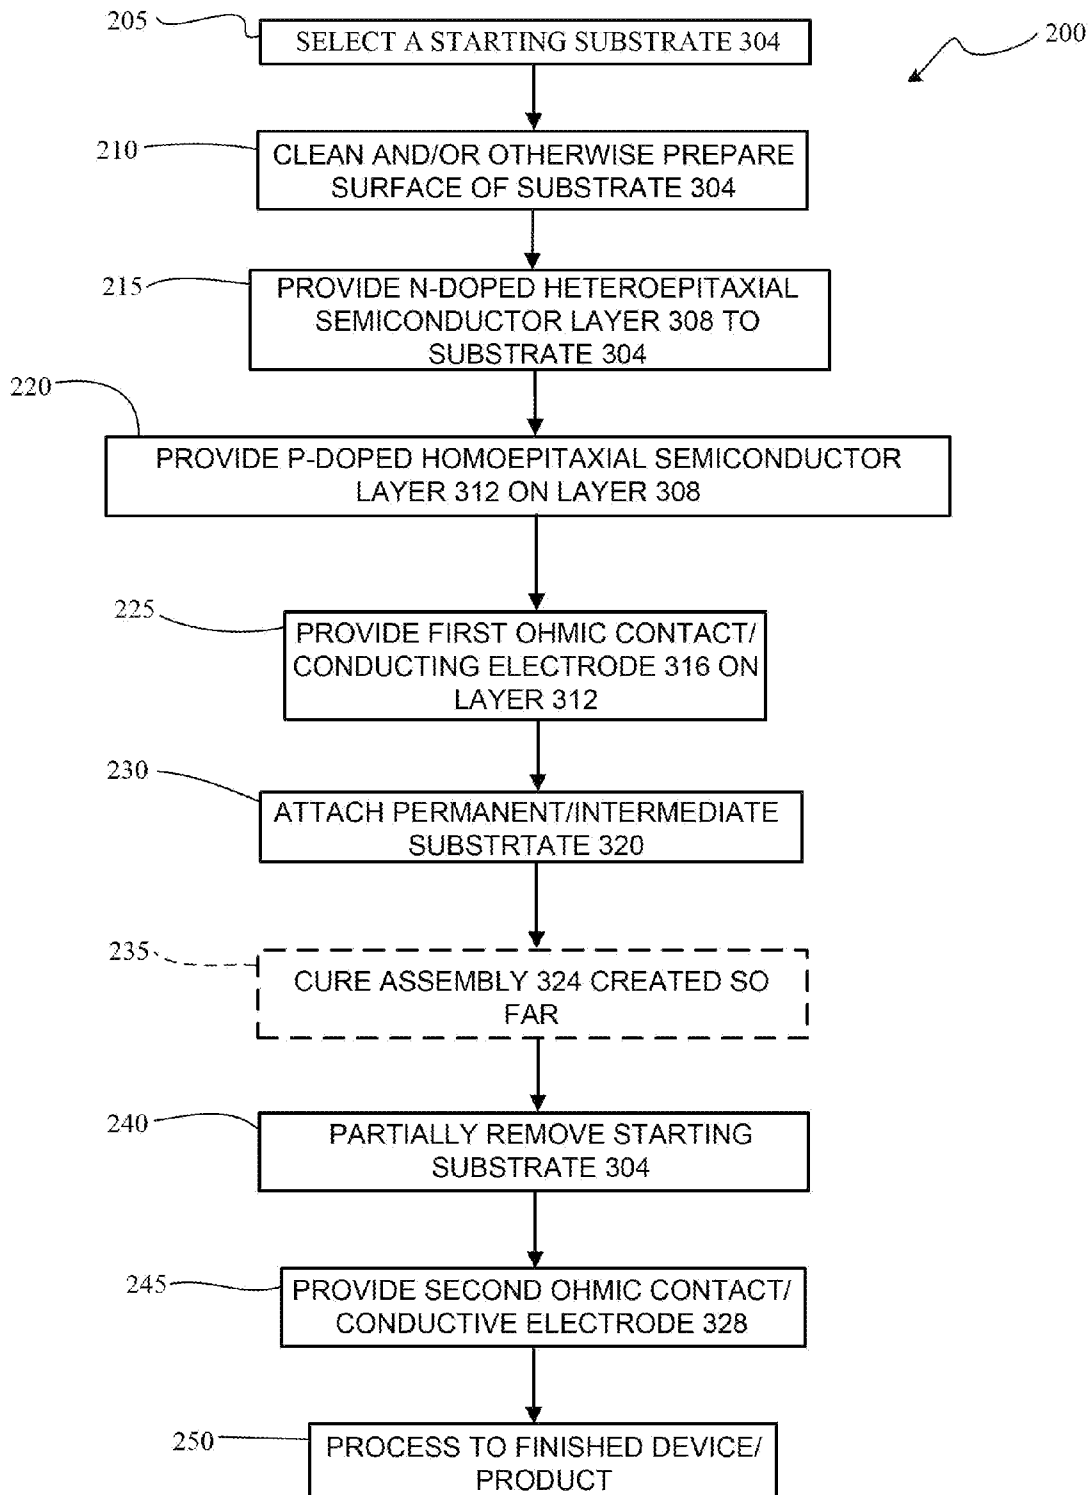 205
SELECT A STARTING SUBSTRATE 304
200
210
CLEAN AND/OR OTHERWISE PREPARE
SURFACE OF SUBSTRATE 304
215
PROVIDE N-DOPED HETEROEPITAXIAL
SEMICONDUCTOR LAYER 308 TO
SUBSTRATE 304
220
PROVIDE P-DOPED HOMOEPITAXIAL SEMICONDUCTOR
LAYER 312 ON LAYER 308
225
PROVIDE FIRST OHMIC CONTACT/
CONDUCTING ELECTRODE 316 ON
LAYER 312
230
ATTACH PERMANENT/INTERMEDIATE
SUBSTRTATE 320
235
CURE ASSEMBLY 324 CREATED SO
FAR
240
PARTIALLY REMOVE STARTING
SUBSTRATE 304
245
PROVIDE SECOND OHMIC CONTACT/
CONDUCTIVE ELECTRODE 328
250
PROCESS TO FINISHED DEVICE/
PRODUCT